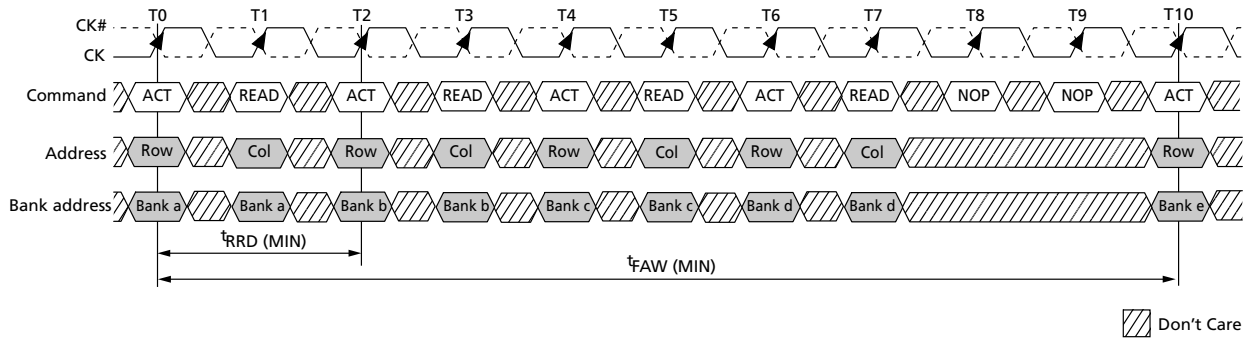 T0 T1 T2 T3 T4 T5 T6 T7 T8 T9 T10
CK#
CK
Command ACT READ ACT READ ACT READ ACT READ NOP NOP ACT
Address Row Col Row Col Row Col Row Col Row
Bank address Bank a Bank a Bank b Bank b Bank c Bank c Bank d Bank d Bank e
tRRD (MIN)
tFAW (MIN)
Don't Care